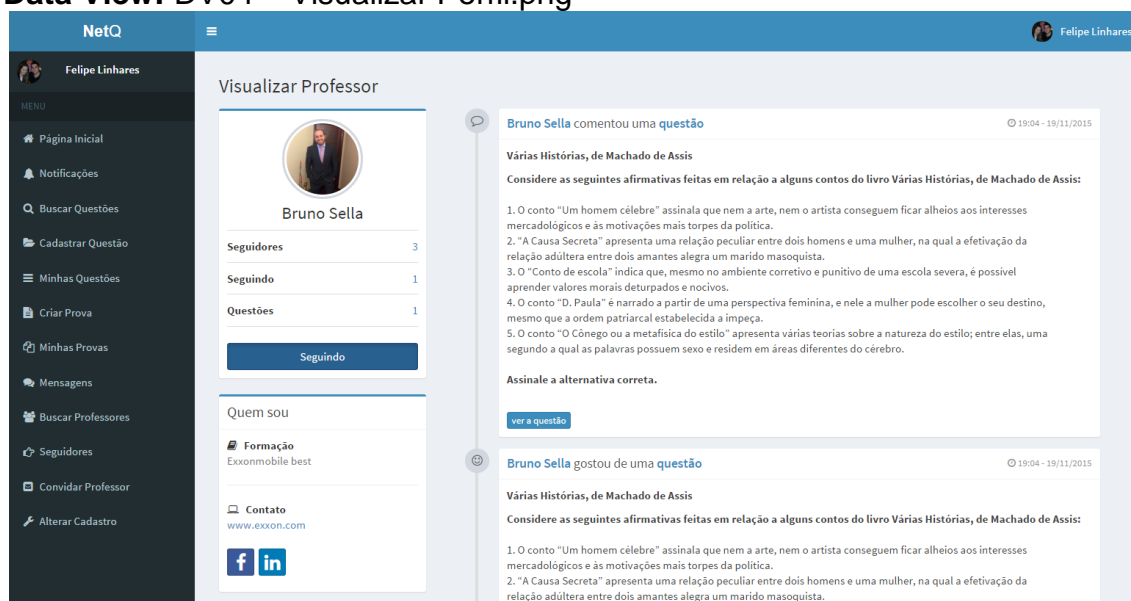 NetQ
Felipe Linhares
Felipe Linhares
MENU
Página Inicial
Notificações
Buscar Questões
Cadastrar Questão
Minhas Questões
Criar Prova
Minhas Provas
Mensagens
Buscar Professores
Seguidores
Convidar Professor
Alterar Cadastro
Visualizar Professor
Bruno Sella
Seguidores 3
Seguindo 1
Questões 1
Seguindo
Quem sou
Formação
Exxonmobile best
Contato
www.exxon.com
f in
Bruno Sella comentou uma questão 19:04 - 19/11/2015
Várias Histórias, de Machado de Assis
Considere as seguintes afirmativas feitas em relação a alguns contos do livro Várias Histórias, de Machado de Assis:
1. O conto "Um homem célebre" assinala que nem a arte, nem o artista conseguem ficar alheios aos interesses
mercadológicos e às motivações mais torpes da política.
2. "A Causa Secreta" apresenta uma relação peculiar entre dois homens e uma mulher, na qual a efetivação da
relação adúltera entre dois amantes alegra um marido masoquista.
3. O "Conto de escola" indica que, mesmo no ambiente corretivo e punitivo de uma escola severa, é possível
aprender valores morais deturpados e nocivos.
4. O conto "D. Paula" é narrado a partir de uma perspectiva feminina, e nele a mulher pode escolher o seu destino,
mesmo que a ordem patriarcal estabelecida a impeça.
5. O conto "O Cônego ou a metafísica do estilo" apresenta várias teorias sobre a natureza do estilo; entre elas, uma
segundo a qual as palavras possuem sexo e residem em áreas diferentes do cérebro.
Assinale a alternativa correta.
ver a questão
Bruno Sella gostou de uma questão 19:04 - 19/11/2015
Várias Histórias, de Machado de Assis
Considere as seguintes afirmativas feitas em relação a alguns contos do livro Várias Histórias, de Machado de Assis:
1. O conto "Um homem célebre" assinala que nem a arte, nem o artista conseguem ficar alheios aos interesses
mercadológicos e às motivações mais torpes da política.
2. "A Causa Secreta" apresenta uma relação peculiar entre dois homens e uma mulher, na qual a efetivação da
relação adúltera entre dois amantes alegra um marido masoquista.